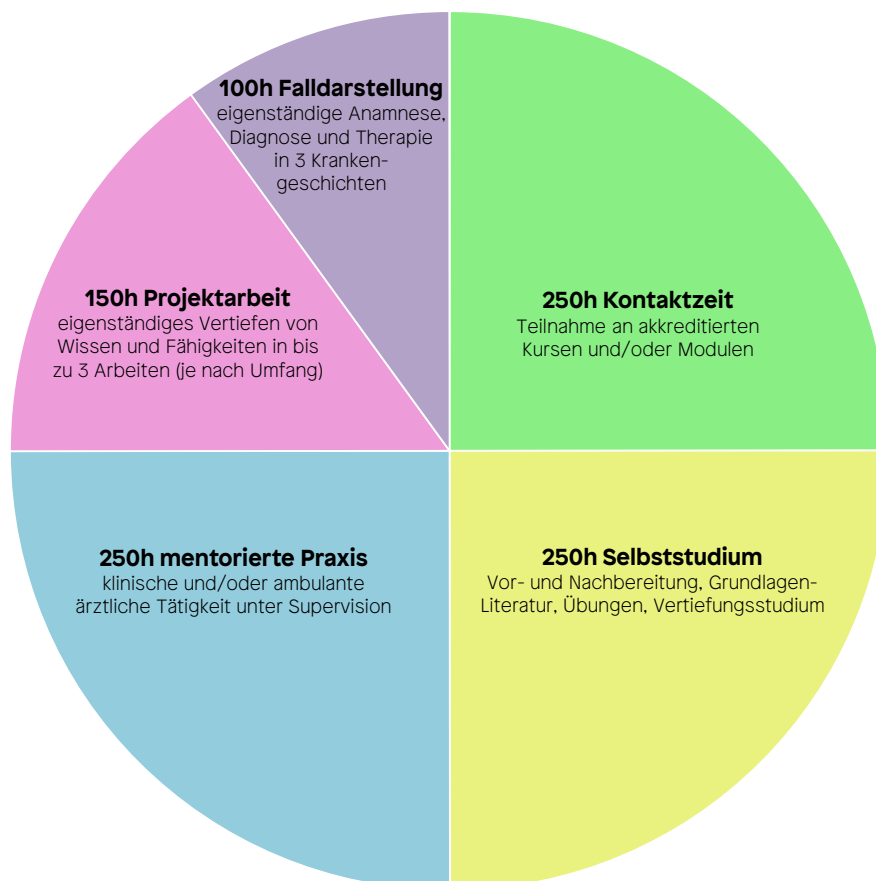 100h Falldarstellung
eigenständige Anamnese,
Diagnose und Therapie
in 3 Kranken-
geschichten
250h Kontaktzeit
Teilnahme an akkreditierten
Kursen und/oder Modulen
150h Projektarbeit
eigenständiges Vertiefen von
Wissen und Fähigkeiten in bis
zu 3 Arbeiten (je nach Umfang)
250h mentorierte Praxis
klinische und/oder ambulante
ärztliche Tätigkeit unter Supervision
250h Selbststudium
Vor- und Nachbereitung, Grundlagen-
Literatur, Übungen, Vertiefungsstudium